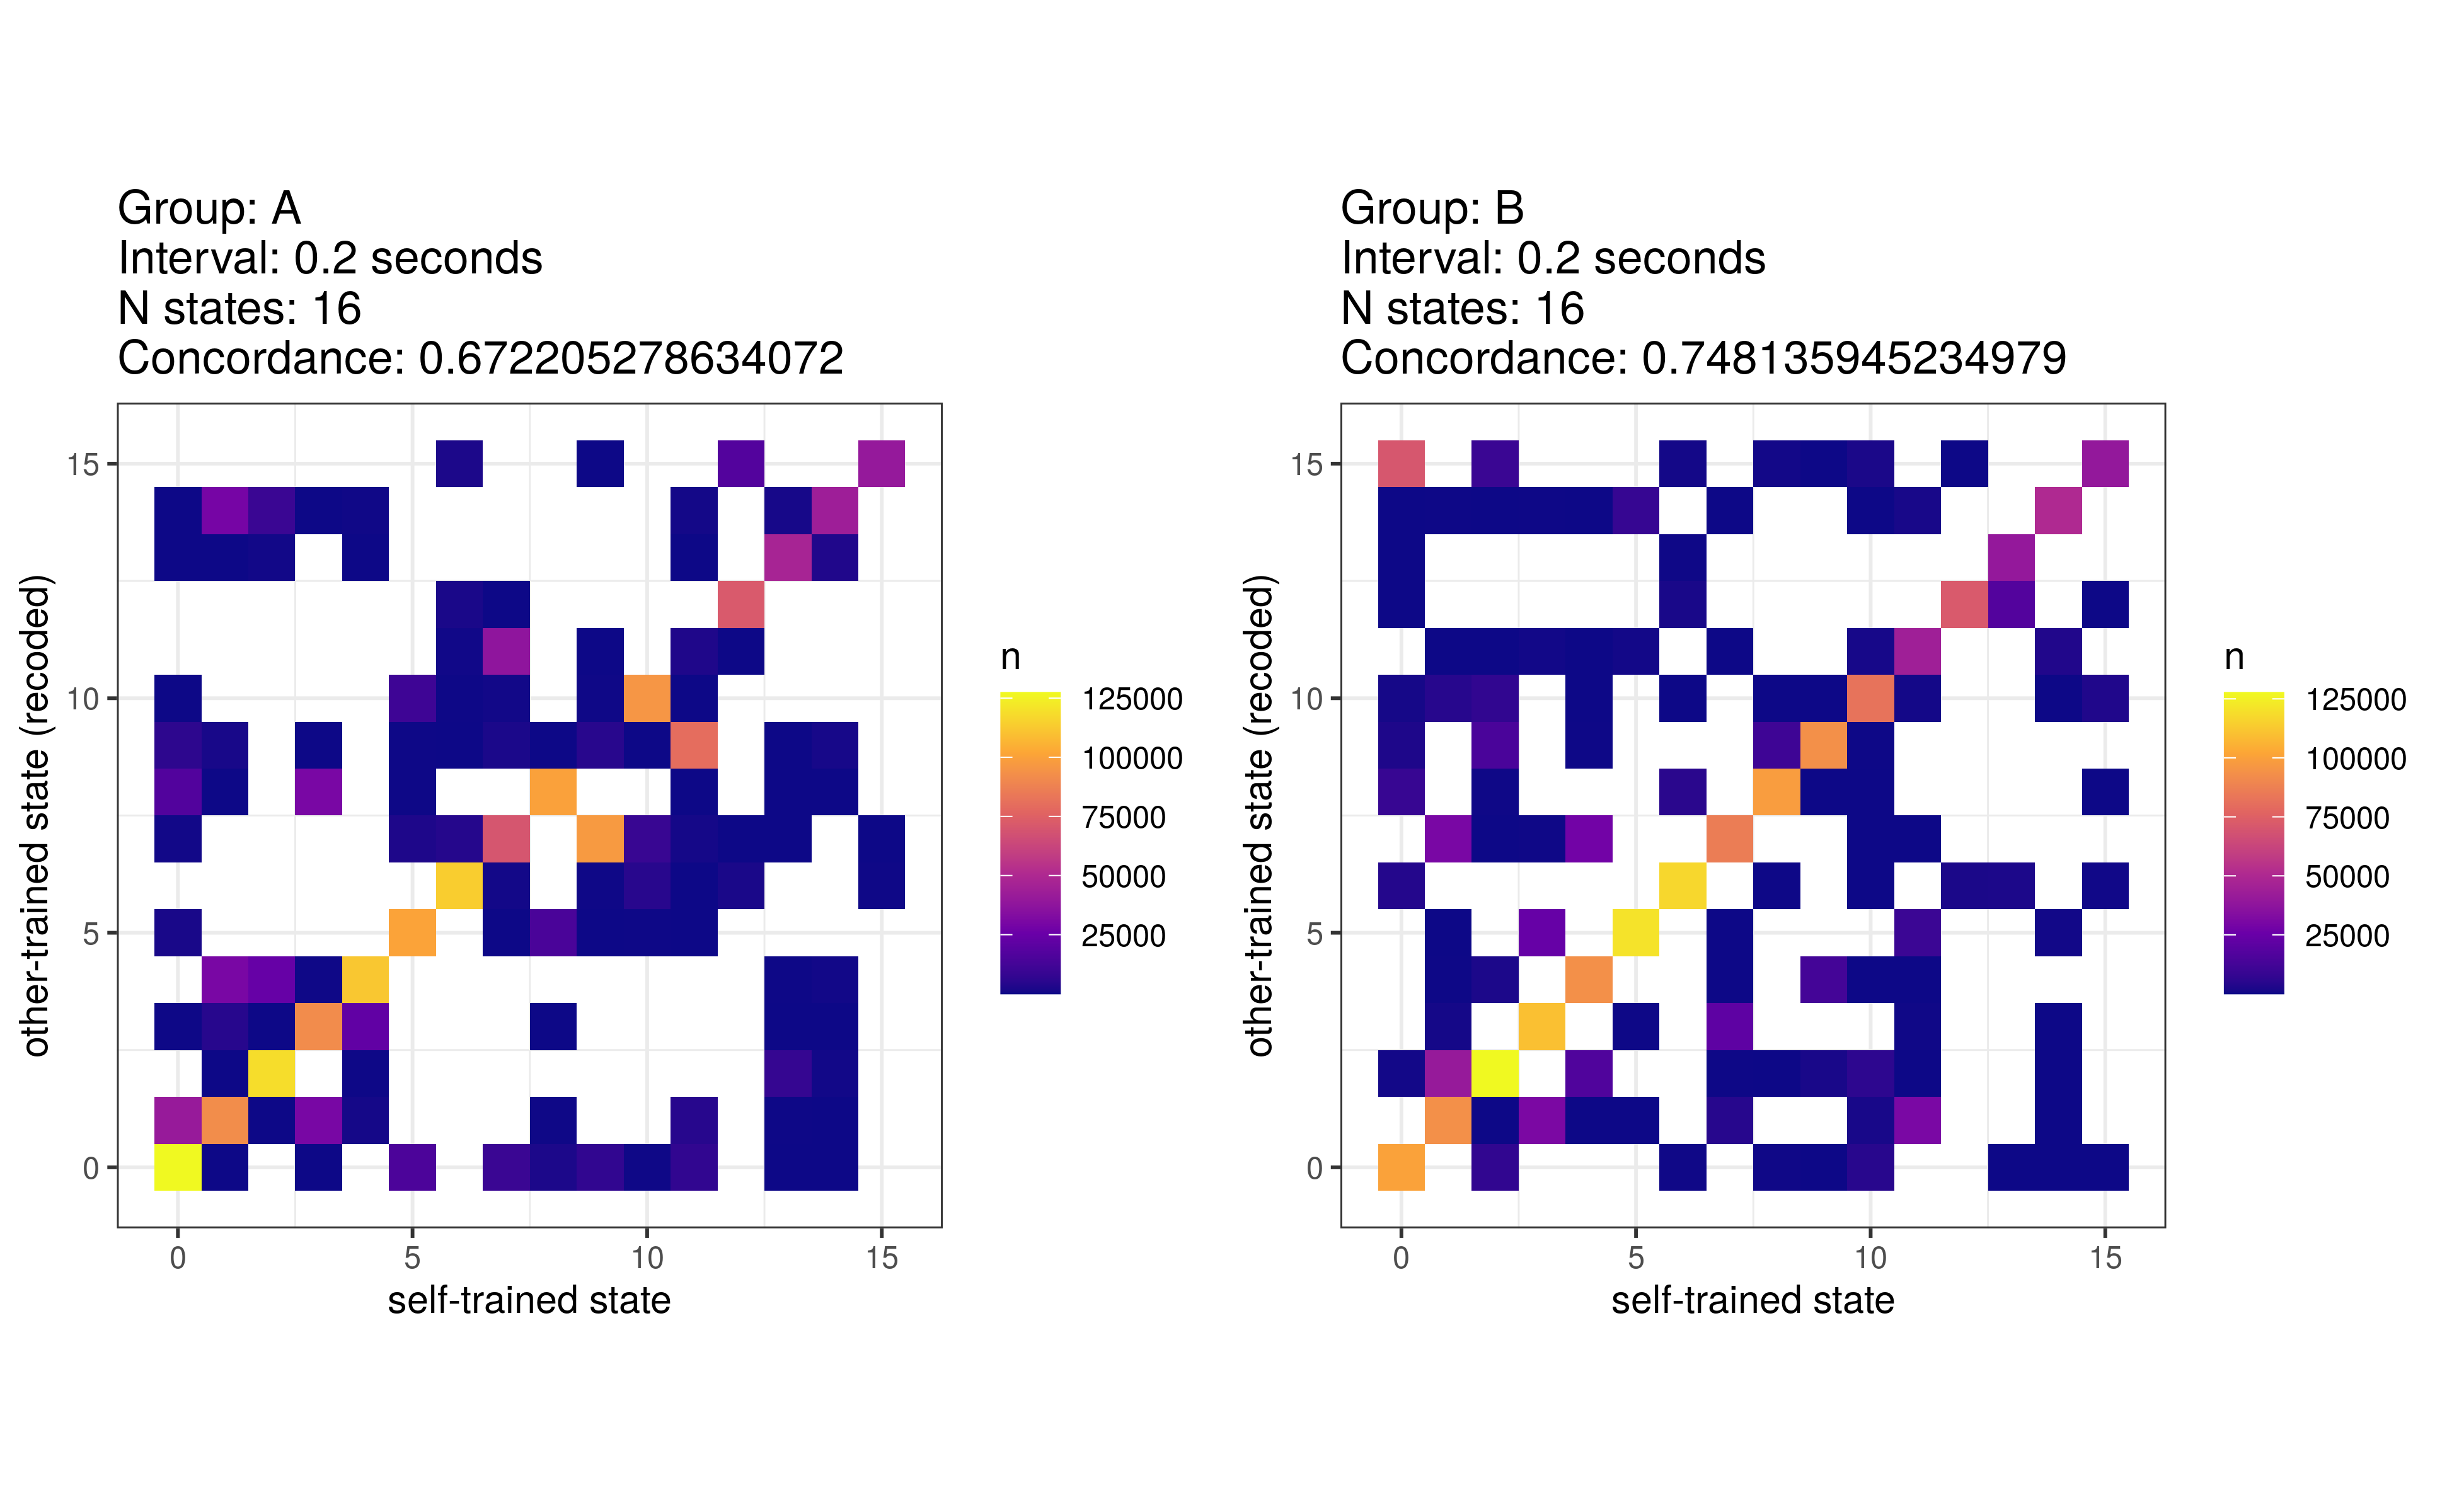 Group: A
Interval: 0.2 seconds
N states: 16
Concordance: 0.672205278634072
other-trained state (recoded)
15
10
5
0
0 5 10 15
self-trained state
n
125000
100000
75000
50000
25000
Group: B
Interval: 0.2 seconds
N states: 16
Concordance: 0.748135945234979
other-trained state (recoded)
15
10
5
0
0 5 10 15
self-trained state
n
125000
100000
75000
50000
25000